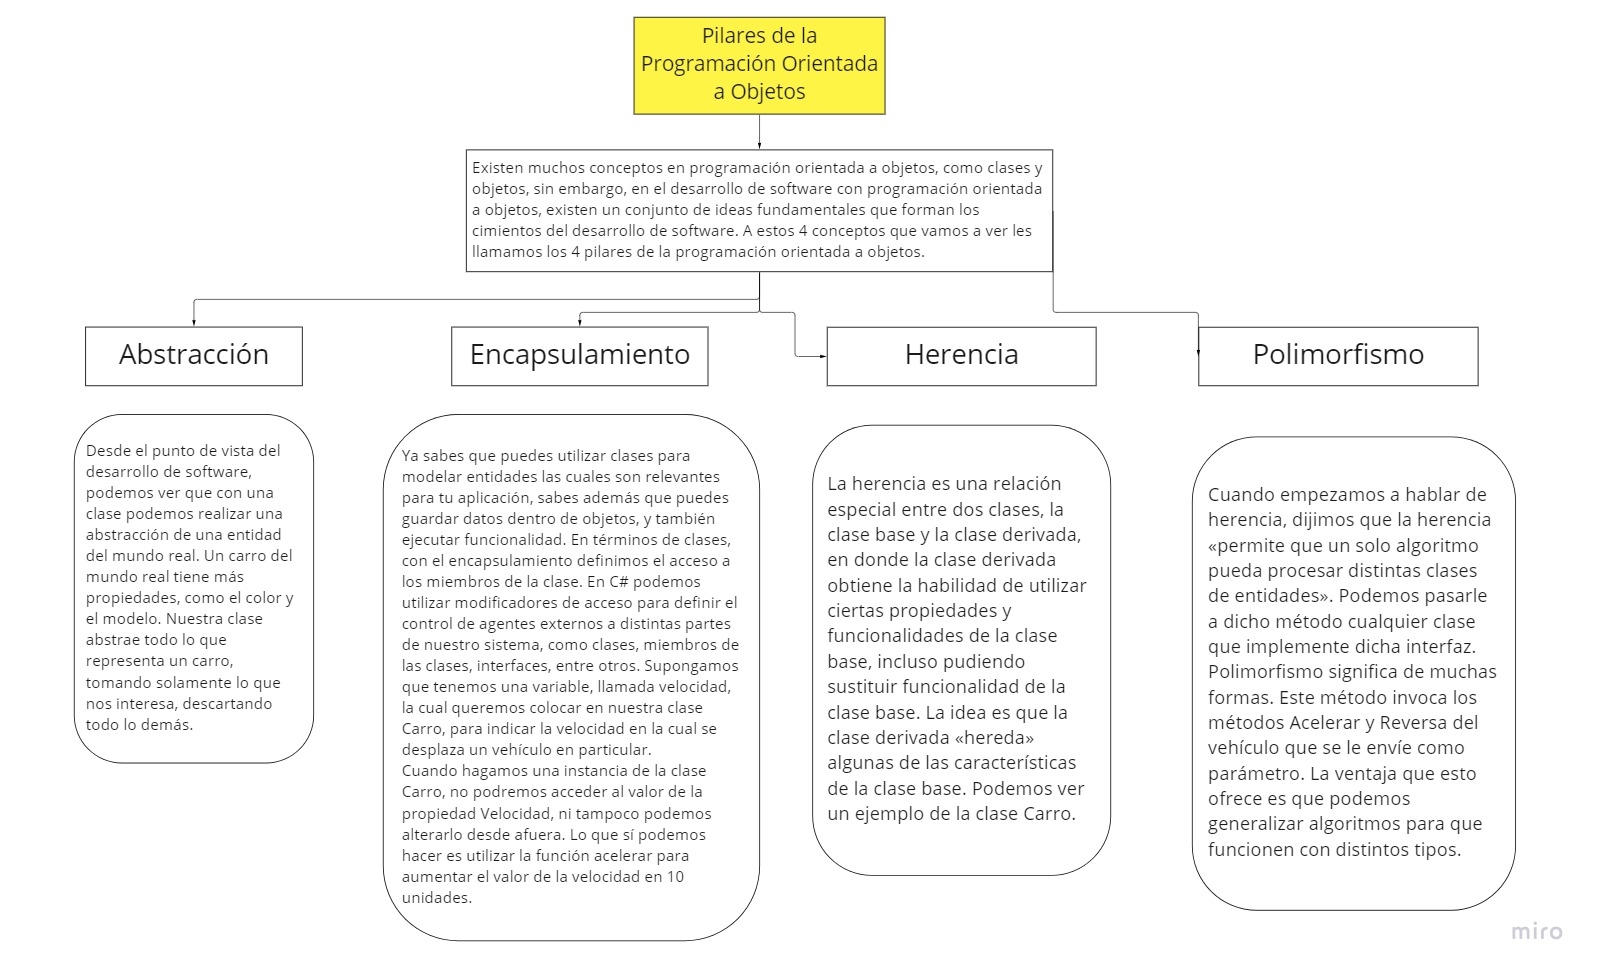 Pilares de la
Programación Orientada
a Objetos
Existen muchos conceptos en programación orientada a objetos, como clases y
objetos, sin embargo, en el desarrollo de software con programación orientada
a objetos, existen un conjunto de ideas fundamentales que forman los
cimientos del desarrollo de software. A estos 4 conceptos que vamos a ver les
llamamos los 4 pilares de la programación orientada a objetos.
Abstracción
Encapsulamiento
Herencia
Polimorfismo
Desde el punto de vista del
desarrollo de software,
podemos ver que con una
clase podemos realizar una
abstracción de una entidad
del mundo real. Un carro del
mundo real tiene más
propiedades, como el color y
el modelo. Nuestra clase
abstrae todo lo que
representa un carro,
tomando solamente lo que
nos interesa, descartando
todo lo demás.
Ya sabes que puedes utilizar clases para
modelar entidades las cuales son relevantes
para tu aplicación, sabes además que puedes
guardar datos dentro de objetos, y también
ejecutar funcionalidad. En términos de clases,
con el encapsulamiento definimos el acceso a
los miembros de la clase. En C# podemos
utilizar modificadores de acceso para definir el
control de agentes externos a distintas partes
de nuestro sistema, como clases, miembros de
las clases, interfaces, entre otros. Supongamos
que tenemos una variable, llamada velocidad,
la cual queremos colocar en nuestra clase
Carro, para indicar la velocidad en la cual se
desplaza un vehículo en particular.
Cuando hagamos una instancia de la clase
Carro, no podremos acceder al valor de la
propiedad Velocidad, ni tampoco podemos
alterarlo desde afuera. Lo que sí podemos
hacer es utilizar la función acelerar para
aumentar el valor de la velocidad en 10
unidades.
La herencia es una relación
especial entre dos clases, la
clase base y la clase derivada,
en donde la clase derivada
obtiene la habilidad de utilizar
ciertas propiedades y
funcionalidades de la clase
base, incluso pudiendo
sustituir funcionalidad de la
clase base. La idea es que la
clase derivada «hereda»
algunas de las características
de la clase base. Podemos ver
un ejemplo de la clase Carro.
Cuando empezamos a hablar de
herencia, dijimos que la herencia
«permite que un solo algoritmo
pueda procesar distintas clases
de entidades». Podemos pasarle
a dicho método cualquier clase
que implemente dicha interfaz.
Polimorfismo significa de muchas
formas. Este método invoca los
métodos Acelerar y Reversa del
vehículo que se le envíe como
parámetro. La ventaja que esto
ofrece es que podemos
generalizar algoritmos para que
funcionen con distintos tipos.
miro